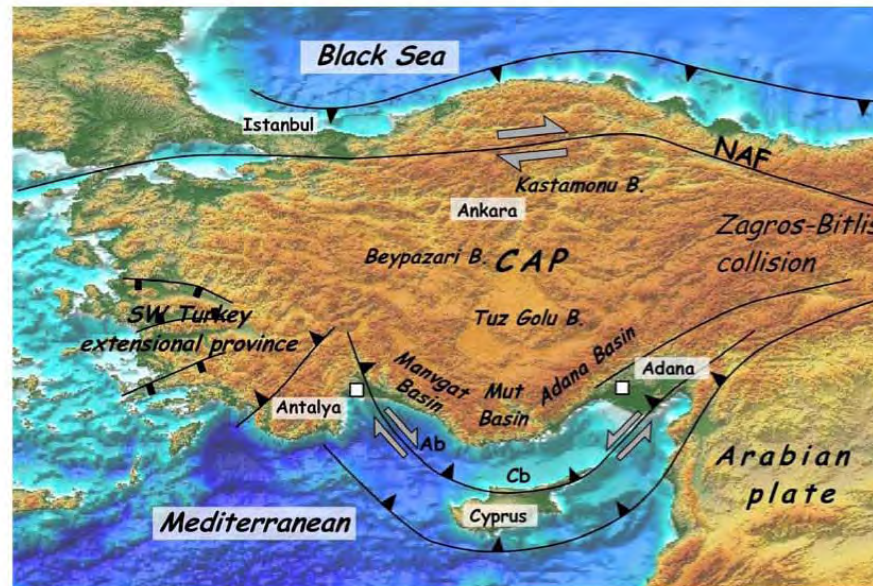 Black Sea
Istanbul
NAF
Kastamonu B.
Ankara
Zagros-Bitlis
collision
Beypazari B.
CAP
SW Turkey
extensional province
Tuz Golu B.
Manvgat
Basin
Mut
Basin
Adana Basin
Adana
Antalya
Ab
Cb
Arabian
plate
Cyprus
Mediterranean